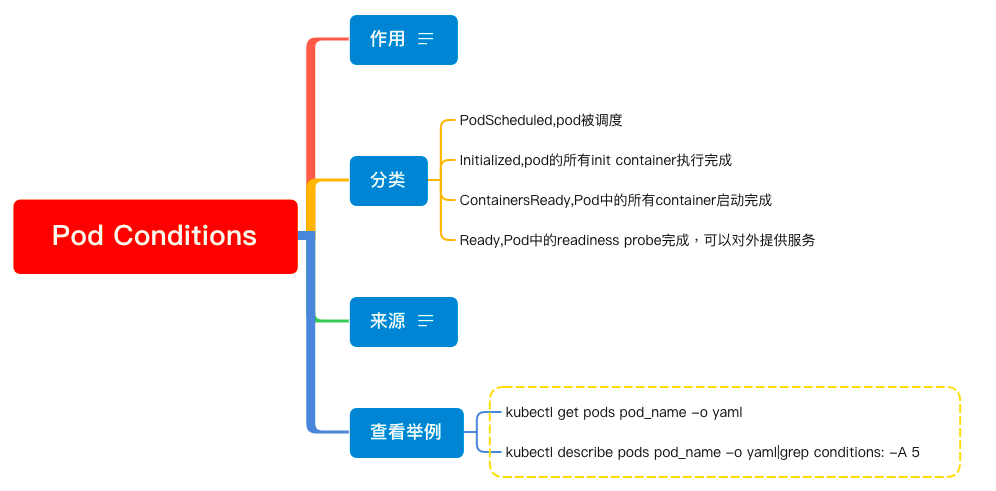 Pod Conditions
作用
分类
PodScheduled,pod被调度
Initialized,pod的所有init container执行完成
ContainersReady,Pod中的所有container启动完成
Ready,Pod中的readiness probe完成，可以对外提供服务
来源
查看举例
kubectl get pods pod_name -o yaml
kubectl describe pods pod_name -o yaml|grep conditions: -A 5